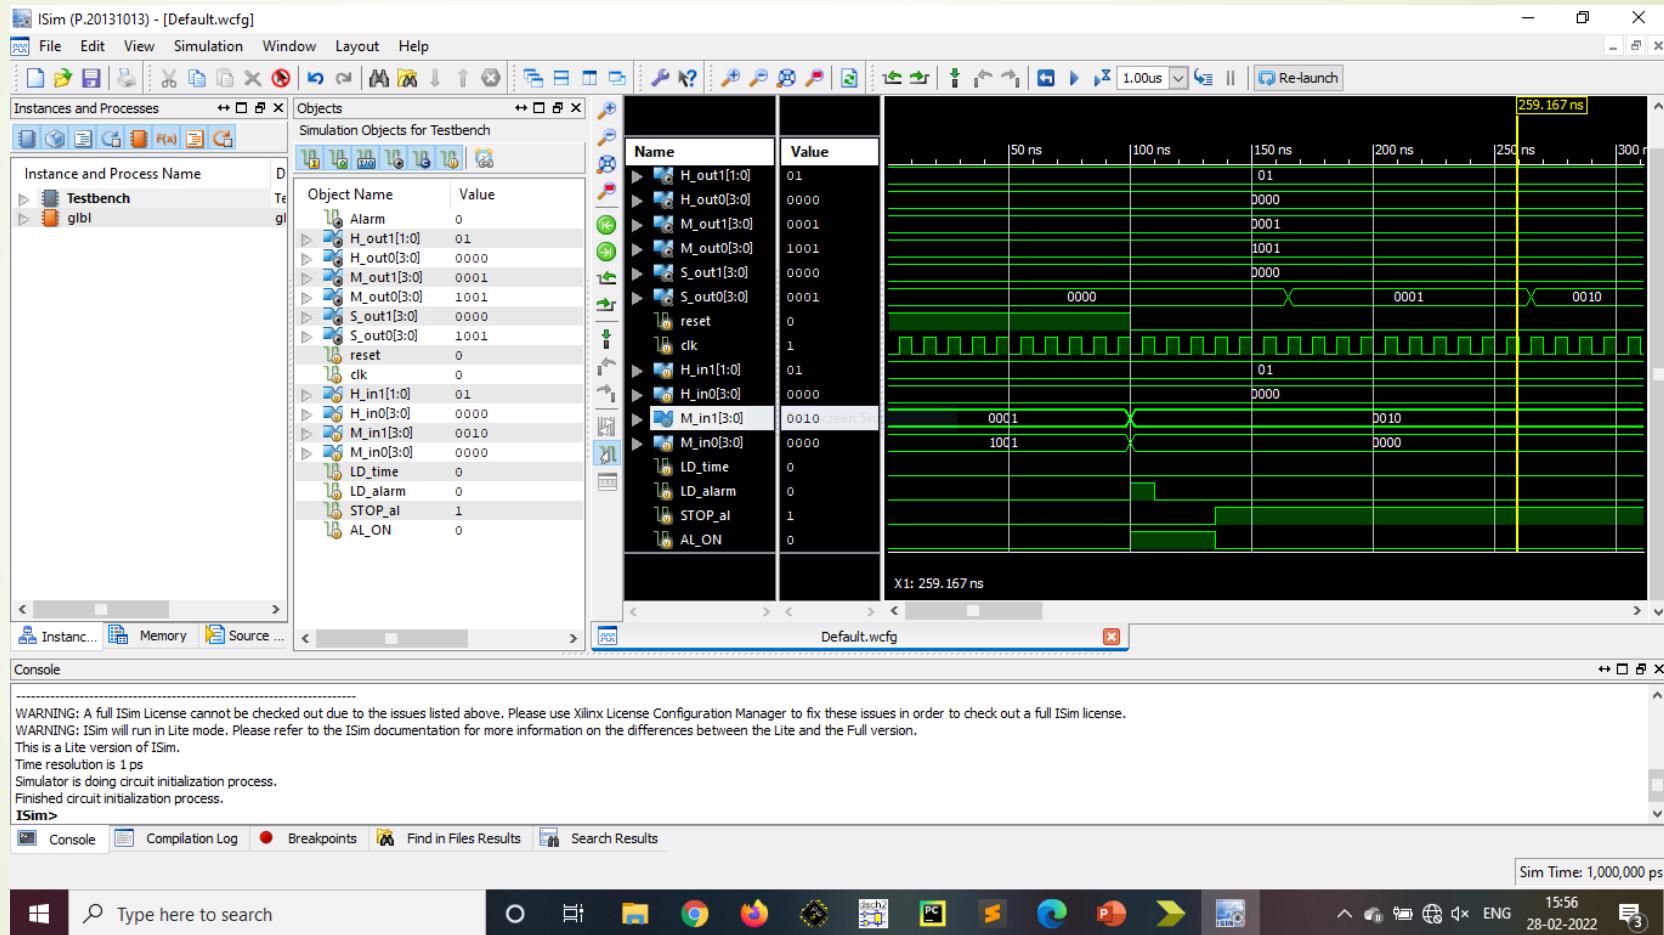 ISim (P.20131013) - [Default.wcfg]
File Edit View Simulation Window Layout Help
1.00us Re-launch
Instances and Processes
Instance and Process Name D
Testbench Te
glbl gl
Instanc... Memory Source ...
Objects
Simulation Objects for Testbench
Object Name Value
Alarm 0
H_out1[1:0] 01
H_out0[3:0] 0000
M_out1[3:0] 0001
M_out0[3:0] 1001
S_out1[3:0] 0000
S_out0[3:0] 1001
reset 0
clk 0
H_in1[1:0] 01
H_in0[3:0] 0000
M_in1[3:0] 0010
M_in0[3:0] 0000
LD_time 0
LD_alarm 0
STOP_al 1
AL_ON 0
259.167 ns
Name Value 50 ns 100 ns 150 ns 200 ns 250 ns 300 n
H_out1[1:0] 01 01
H_out0[3:0] 0000 0000
M_out1[3:0] 0001 0001
M_out0[3:0] 1001 1001
S_out1[3:0] 0000 0000
S_out0[3:0] 0001 0000 0001 0010
reset 0
clk 1
H_in1[1:0] 01 01
H_in0[3:0] 0000 0000
M_in1[3:0] 0010 0001 0010
M_in0[3:0] 0000 1001 0000
LD_time 0
LD_alarm 0
STOP_al 1
AL_ON 0
X1: 259.167 ns
Default.wcfg
Console
WARNING: A full ISim License cannot be checked out due to the issues listed above. Please use Xilinx License Configuration Manager to fix these issues in order to check out a full ISim license.
WARNING: ISim will run in Lite mode. Please refer to the ISim documentation for more information on the differences between the Lite and the Full version.
This is a Lite version of ISim.
Time resolution is 1 ps
Simulator is doing circuit initialization process.
Finished circuit initialization process.
ISim>
Console Compilation Log Breakpoints Find in Files Results Search Results
Sim Time: 1,000,000 ps
Type here to search
dsch2
PC
ENG
15:56
28-02-2022
3